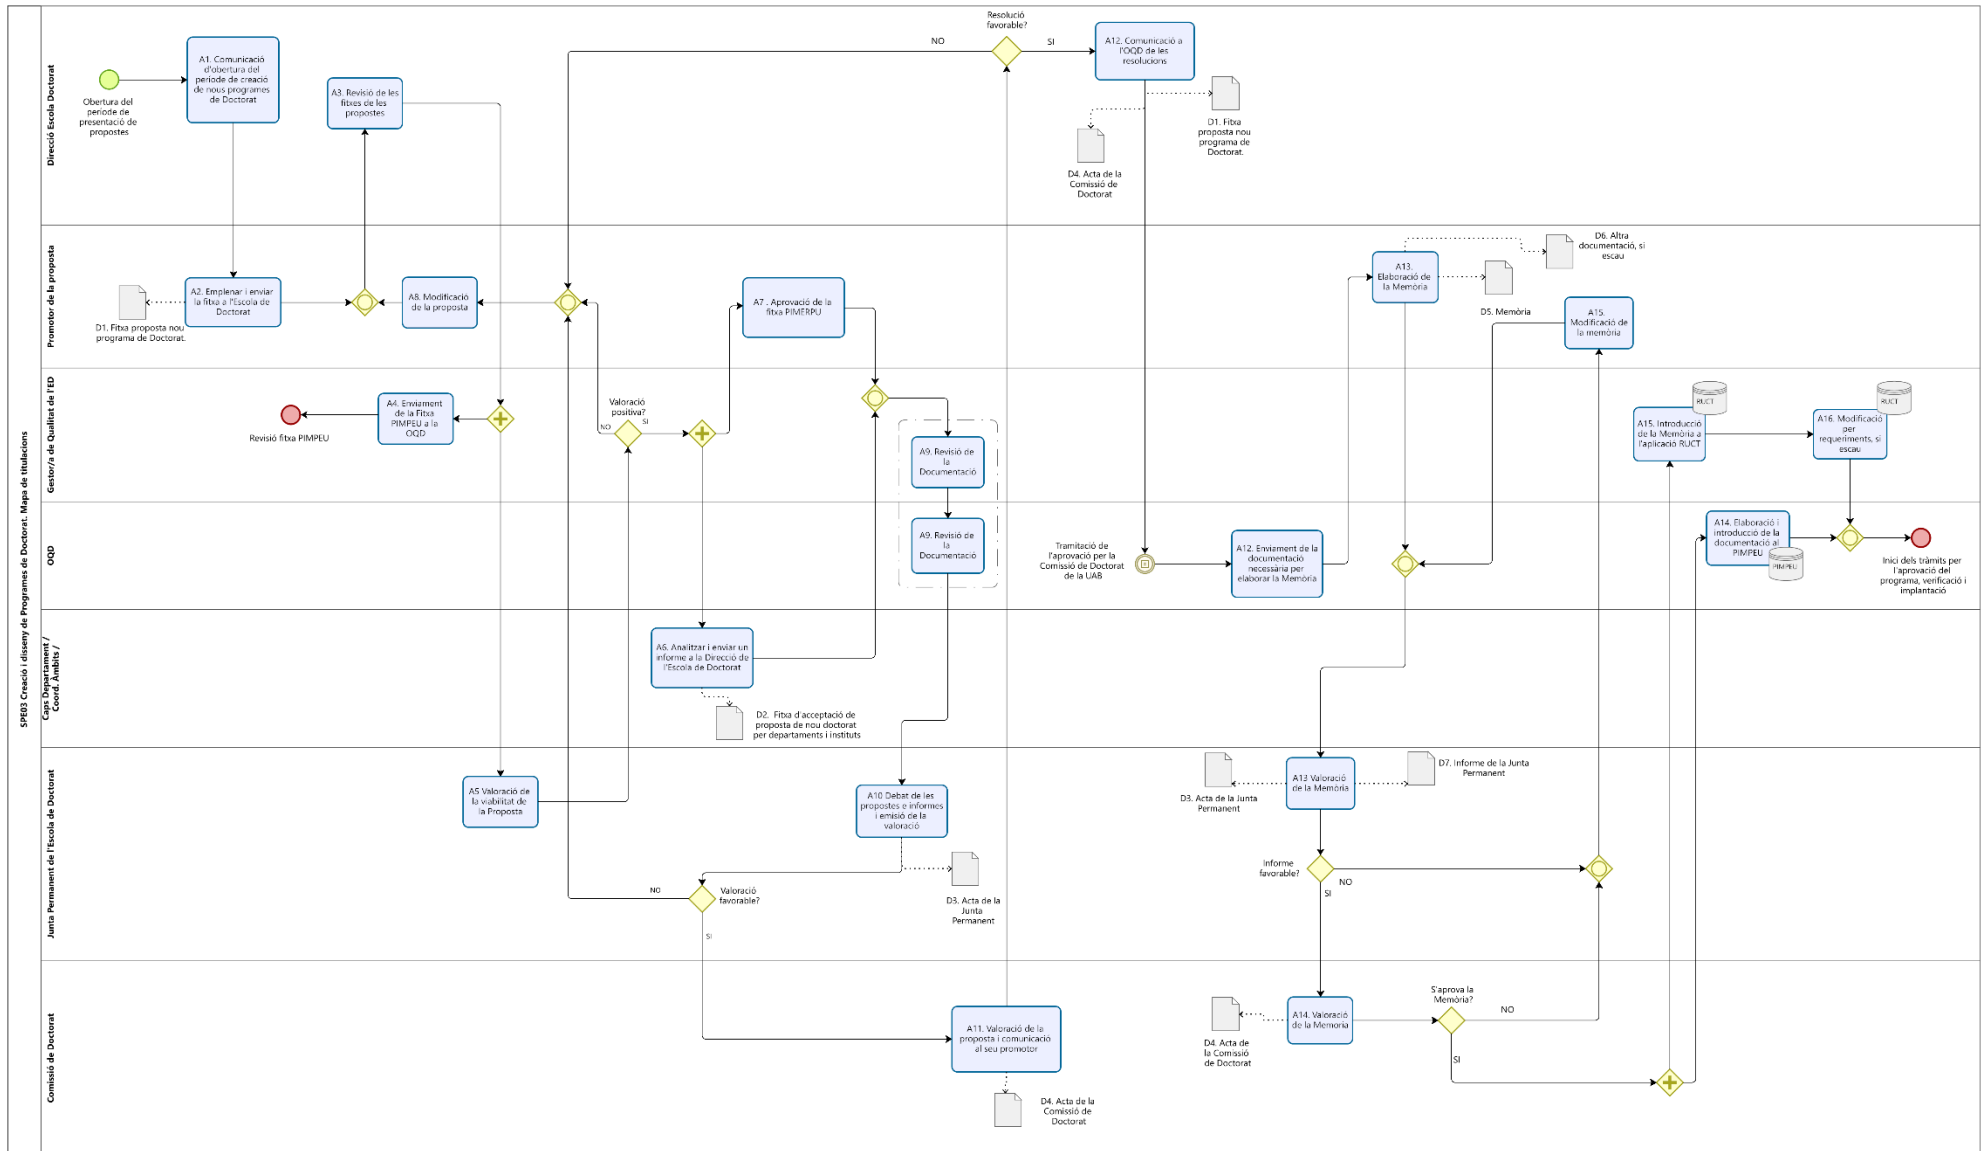 SPE03 Creació i disseny de Programes de Doctorat. Mapa de titulacions
Direcció Escola Doctorat
Obertura del
període de
presentació de
propostes
A1. Comunicació
d'obertura del
període de creació
de nous programes
de Doctorat
A3. Revisió de les
fitxes de les
propostes
NO
Resolució
favorable?
SI
A12. Comunicació a
l'OQD de les
resolucions
D1. Fitxa
proposta nou
programa de
Doctorat.
D4. Acta de la
Comissió de
Doctorat
Promotor de la proposta
D1. Fitxa proposta nou
programa de Doctorat.
A2. Emplenar i enviar
la fitxa a l'Escola de
Doctorat
A8. Modificació
de la proposta
A7 . Aprovació de la
fitxa PIMERPU
A13.
Elaboració de
la Memòria
D6. Altra
documentació, si
escau
D5. Memòria
A15.
Modificació de
la memòria
Gestor/a de Qualitat de l'ED
Revisió fitxa PIMPEU
A4. Enviament
de la Fitxa
PIMPEU a la
OQD
Valoració
positiva?
NO
SI
A9. Revisió de
la
Documentació
A15. Introducció
de la Memòria a
l'aplicació RUCT
RUCT
A16. Modificació
per
requeriments, si
escau
RUCT
OQD
A9. Revisió de
la
Documentació
Tramitació de
l'aprovació per la
Comissió de Doctorat
de la UAB
A12. Enviament de la
documentació
necessària per
elaborar la Memòria
A14. Elaboració i
introducció de la
documentació al
PIMPEU
PIMPEU
Inici dels tràmits per
l'aprovació del
programa, verificació i
implantació
Caps Departament /
Coord. Àmbits /
A6. Analitzar i enviar un
informe a la Direcció de
l'Escola de Doctorat
D2. Fitxa d'acceptació de
proposta de nou doctorat
per departaments i instituts
Junta Permanent de l'Escola de Doctorat
A5 Valoració de
la viabilitat de
la Proposta
A10 Debat de les
propostes e informes
i emisió de la
valoració
NO
Valoració
favorable?
SI
D3. Acta de la
Junta
Permanent
D3. Acta de la Junta
Permanent
A13 Valoració
de la Memòria
D7. Informe de la Junta
Permanent
Informe
favorable?
NO
SI
Comissió de Doctorat
A11. Valoració de la
proposta i comunicació
al seu promotor
D4. Acta de la
Comissió de
Doctorat
D4. Acta de
la Comissió
de Doctorat
A14. Valoració
de la Memoria
S'aprova la
Memòria?
NO
SI